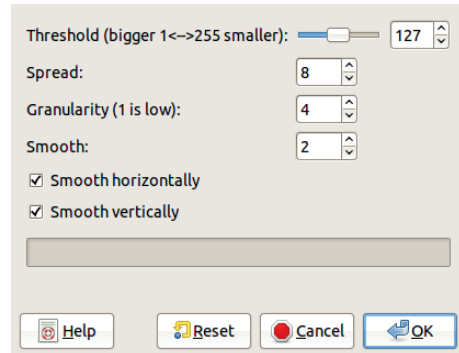 Threshold (bigger 1<-->255 smaller): 127
Spread: 8
Granularity (1 is low): 4
Smooth: 2
Smooth horizontally
Smooth vertically
Help Reset Cancel OK